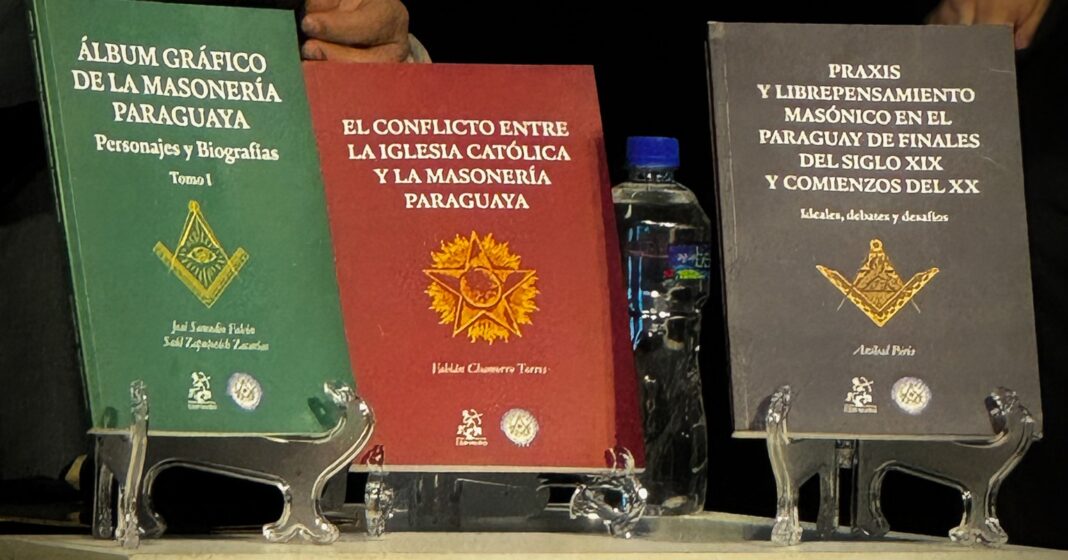 ÁLBUM GRÁFICO
DE LA MASONERÍA
PARAGUAYA
Personajes y Biografías
Tomo I
EL CONFLICTO ENTRE
LA IGLESIA CATÓLICA
Y LA MASONERÍA
PARAGUAYA
PRAXIS
Y LIBREPENSAMIENTO
MASÓNICO EN EL
PARAGUAY DE FINALES
DEL SIGLO XIX
Y COMIENZOS DEL XX
Ideales, debates y desafíos